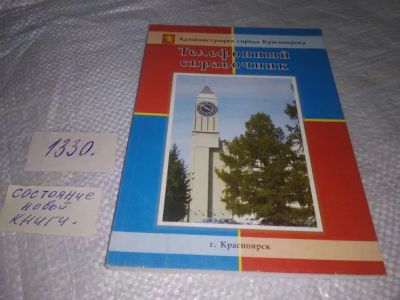 Администрация города Красноярска
Телефонный
справочник
г. Красноярск
1330.
состояние
новой
книги.